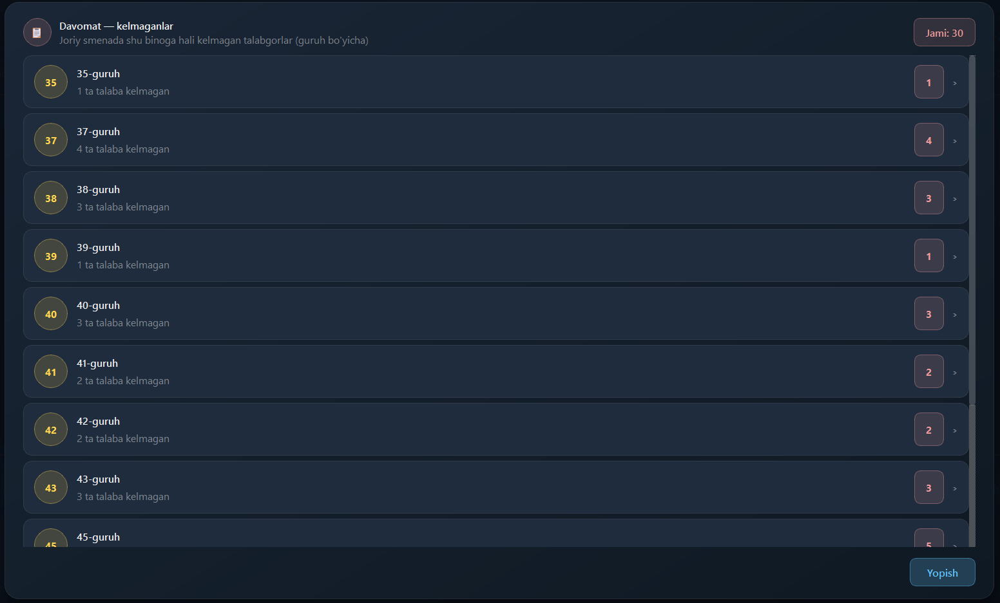 Davomat — kelmaganlar
Joriy smenada shu binoga hali kelmagan talabgorlar (guruh bo'yicha)
Jami: 30
35
35-guruh
1 ta talaba kelmagan
1
37
37-guruh
4 ta talaba kelmagan
4
38
38-guruh
3 ta talaba kelmagan
3
39
39-guruh
1 ta talaba kelmagan
1
40
40-guruh
3 ta talaba kelmagan
3
41
41-guruh
2 ta talaba kelmagan
2
42
42-guruh
2 ta talaba kelmagan
2
43
43-guruh
3 ta talaba kelmagan
3
45
45-guruh
5
Yopish